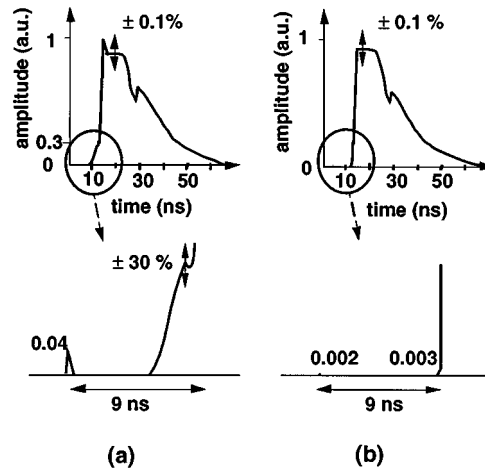 ± 0.1%
amplitude (a.u.)
1
0.3
0
10 30 50
time (ns)
± 30 %
0.04
9 ns
(a)
± 0.1 %
amplitude (a.u.)
1
0
10 30 50
time (ns)
0.002 0.003
9 ns
(b)